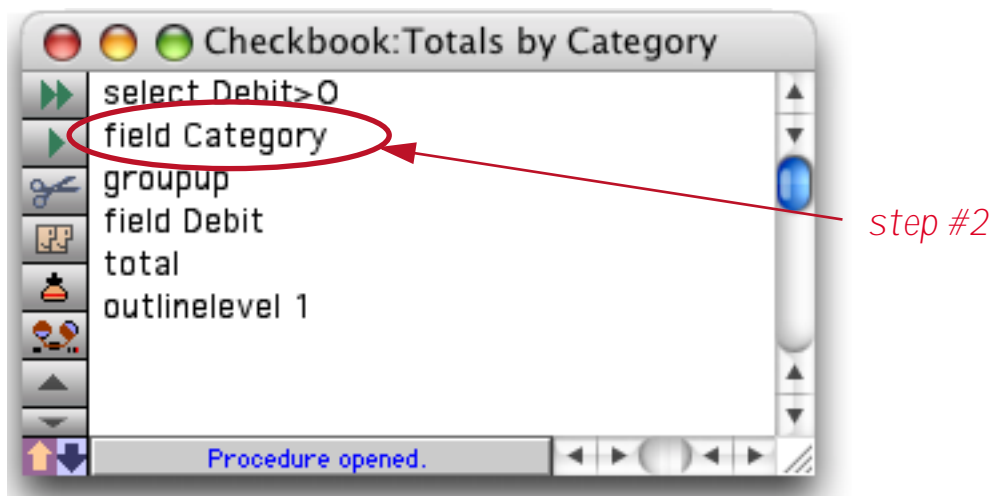 Checkbook:Totals by Category
select Debit>0
field Category
groupup
field Debit
total
outlinelevel 1
step #2
Procedure opened.